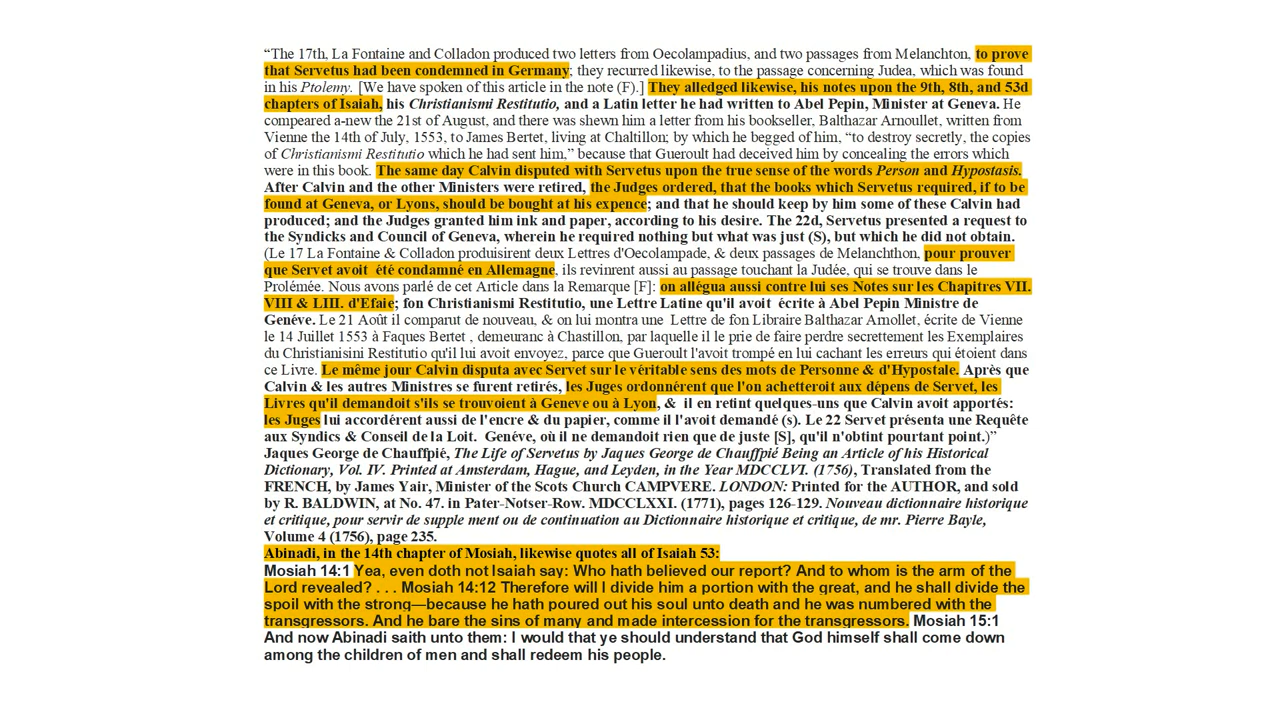 “The 17th, La Fontaine and Colladon produced two letters from Oecolampadius, and two passages from Melanchton, to prove
that Servetus had been condemned in Germany; they recurred likewise, to the passage concerning Judea, which was found
in his Ptolemy. [We have spoken of this article in the note (F).] They alledged likewise, his notes upon the 9th, 8th, and 53d
chapters of Isaiah, his Christianismi Restitutio, and a Latin letter he had written to Abel Pepin, Minister at Geneva. He
compeared a-new the 21st of August, and there was shewn him a letter from his bookseller, Balthazar Arnoullet, written from
Vienne the 14th of July, 1553, to James Bertet, living at Chaltillon; by which he begged of him, “to destroy secretly, the copies
of Christianismi Restitutio which he had sent him,” because that Gueroult had deceived him by concealing the errors which
were in this book. The same day Calvin disputed with Servetus upon the true sense of the words Person and Hypostasis.
After Calvin and the other Ministers were retired, the Judges ordered, that the books which Servetus required, if to be
found at Geneva, or Lyons, should be bought at his expence; and that he should keep by him some of these Calvin had
produced; and the Judges granted him ink and paper, according to his desire. The 22d, Servetus presented a request to
the Syndicks and Council of Geneva, wherein he required nothing but what was just (S), but which he did not obtain.
(Le 17 La Fontaine & Colladon produisirent deux Lettres d'Oecolampade, & deux passages de Melanchthon, pour prouver
que Servet avoit été condamné en Allemagne, ils revinrent aussi au passage touchant la Judée, qui se trouve dans le
Prolémée. Nous avons parlé de cet Article dans la Remarque [F]: on allégua aussi contre lui ses Notes sur les Chapitres VII.
VIII & LIII. d'Efaie; fon Christianismi Restitutio, une Lettre Latine qu'il avoit écrite à Abel Pepin Ministre de
Genéve. Le 21 Août il comparut de nouveau, & on lui montra une Lettre de fon Libraire Balthazar Arnollet, écrite de Vienne
le 14 Juillet 1553 à Faques Bertet , demeuranc à Chastillon, par laquelle il le prie de faire perdre secrettement les Exemplaires
du Christianisini Restitutio qu'il lui avoit envoyez, parce que Gueroult l'avoit trompé en lui cachant les erreurs qui étoient dans
ce Livre. Le même jour Calvin disputa avec Servet sur le véritable sens des mots de Personne & d'Hypostale. Après que
Calvin & les autres Ministres se furent retirés, les Juges ordonnérent que l'on achetteroit aux dépens de Servet, les
Livres qu'il demandoit s'ils se trouvoient à Geneve ou à Lyon, & il en retint quelques-uns que Calvin avoit apportés:
les Juges lui accordérent aussi de l'encre & du papier, comme il l'avoit demandé (s). Le 22 Servet présenta une Requête
aux Syndics & Conseil de la Loit. Genéve, où il ne demandoit rien que de juste [S], qu'il n'obtint pourtant point.)”
Jaques George de Chauffpié, The Life of Servetus by Jaques George de Chauffpié Being an Article of his Historical
Dictionary, Vol. IV. Printed at Amsterdam, Hague, and Leyden, in the Year MDCCLVI. (1756), Translated from the
FRENCH, by James Yair, Minister of the Scots Church CAMPVERE. LONDON: Printed for the AUTHOR, and sold
by R. BALDWIN, at No. 47. in Pater-Notser-Row. MDCCLXXI. (1771), pages 126-129. Nouveau dictionnaire historique
et critique, pour servir de supple ment ou de continuation au Dictionnaire historique et critique, de mr. Pierre Bayle,
Volume 4 (1756), page 235.
Abinadi, in the 14th chapter of Mosiah, likewise quotes all of Isaiah 53:
Mosiah 14:1 Yea, even doth not Isaiah say: Who hath believed our report? And to whom is the arm of the
Lord revealed? . . . Mosiah 14:12 Therefore will I divide him a portion with the great, and he shall divide the
spoil with the strong—because he hath poured out his soul unto death and he was numbered with the
transgressors. And he bare the sins of many and made intercession for the transgressors. Mosiah 15:1
And now Abinadi saith unto them: I would that ye should understand that God himself shall come down
among the children of men and shall redeem his people.